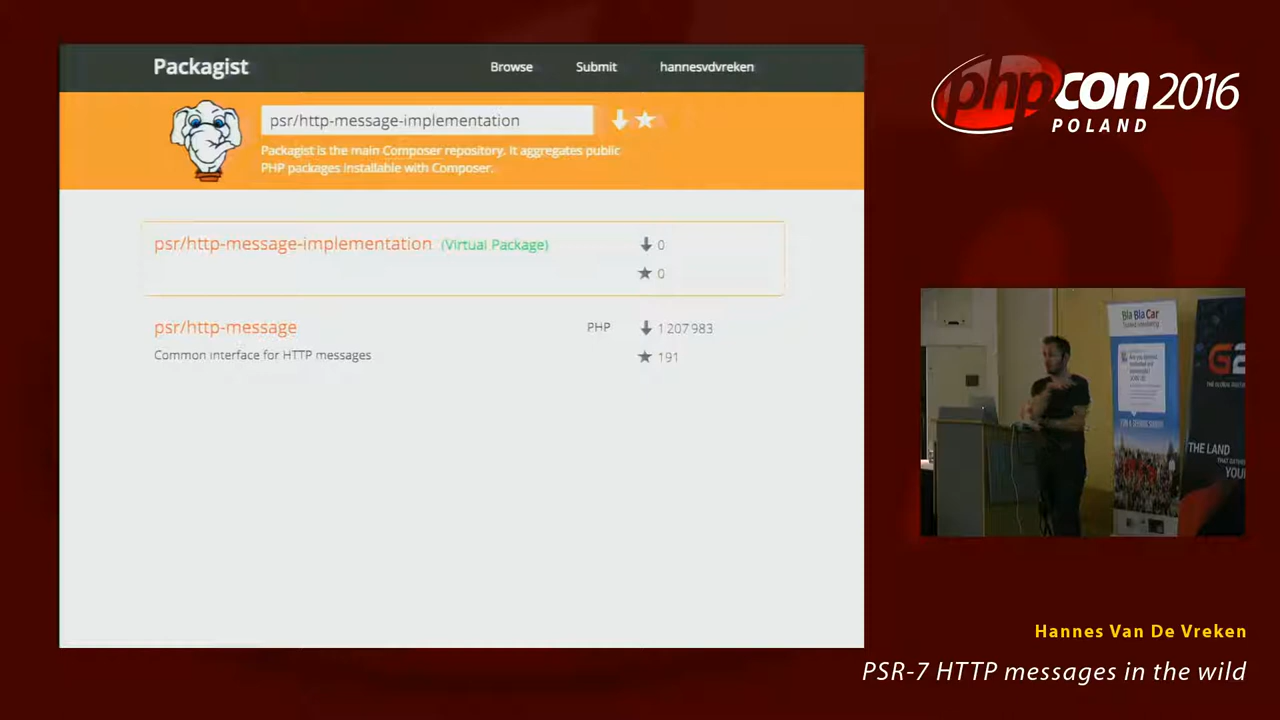 Packagist
Browse
Submit
hannesvdvreken
psr/http-message-implementation
Packagist is the main Composer repository. It aggregates public
PHP packages installable with Composer.
psr/http-message-implementation (Virtual Package)
0
0
psr/http-message
PHP
1 207 983
Common interface for HTTP messages
191
phpcon 2016
POLAND
Bla Bla Car
G2
THE LAND
YOU
Hannes Van De Vreken
PSR-7 HTTP messages in the wild